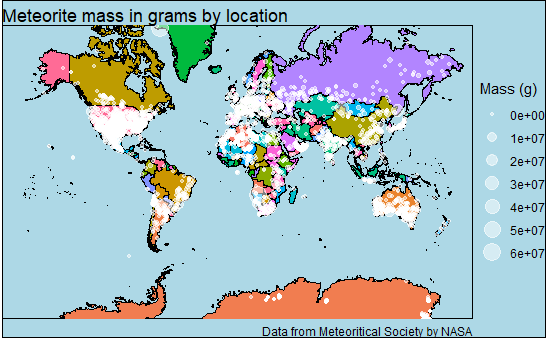 Meteorite mass in grams by location
Mass (g)
0e+00
1e+07
2e+07
3e+07
4e+07
5e+07
6e+07
Data from Meteoritical Society by NASA